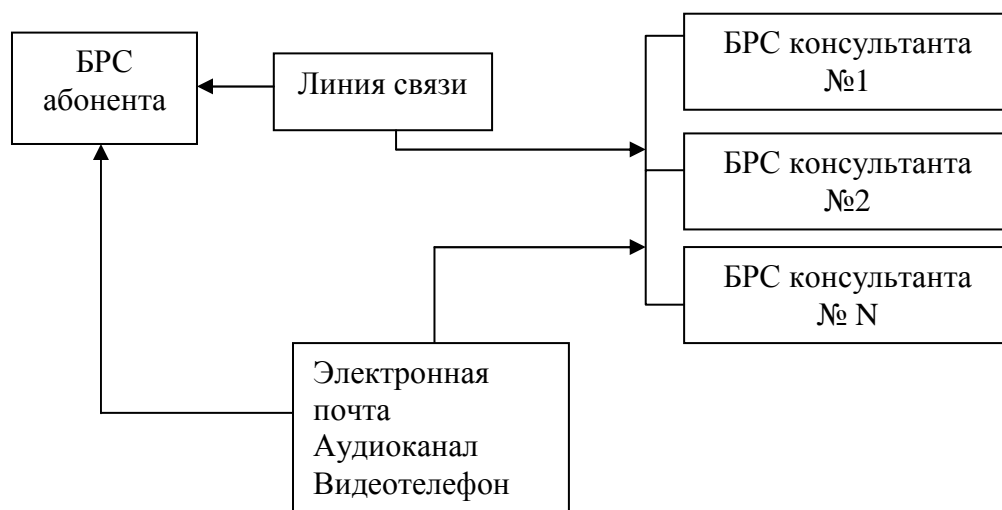 БРС
абонента
Линия связи
БРС консультанта
№1
БРС консультанта
№2
БРС консультанта
№ N
Электронная
почта
Аудиоканал
Видеотелефон